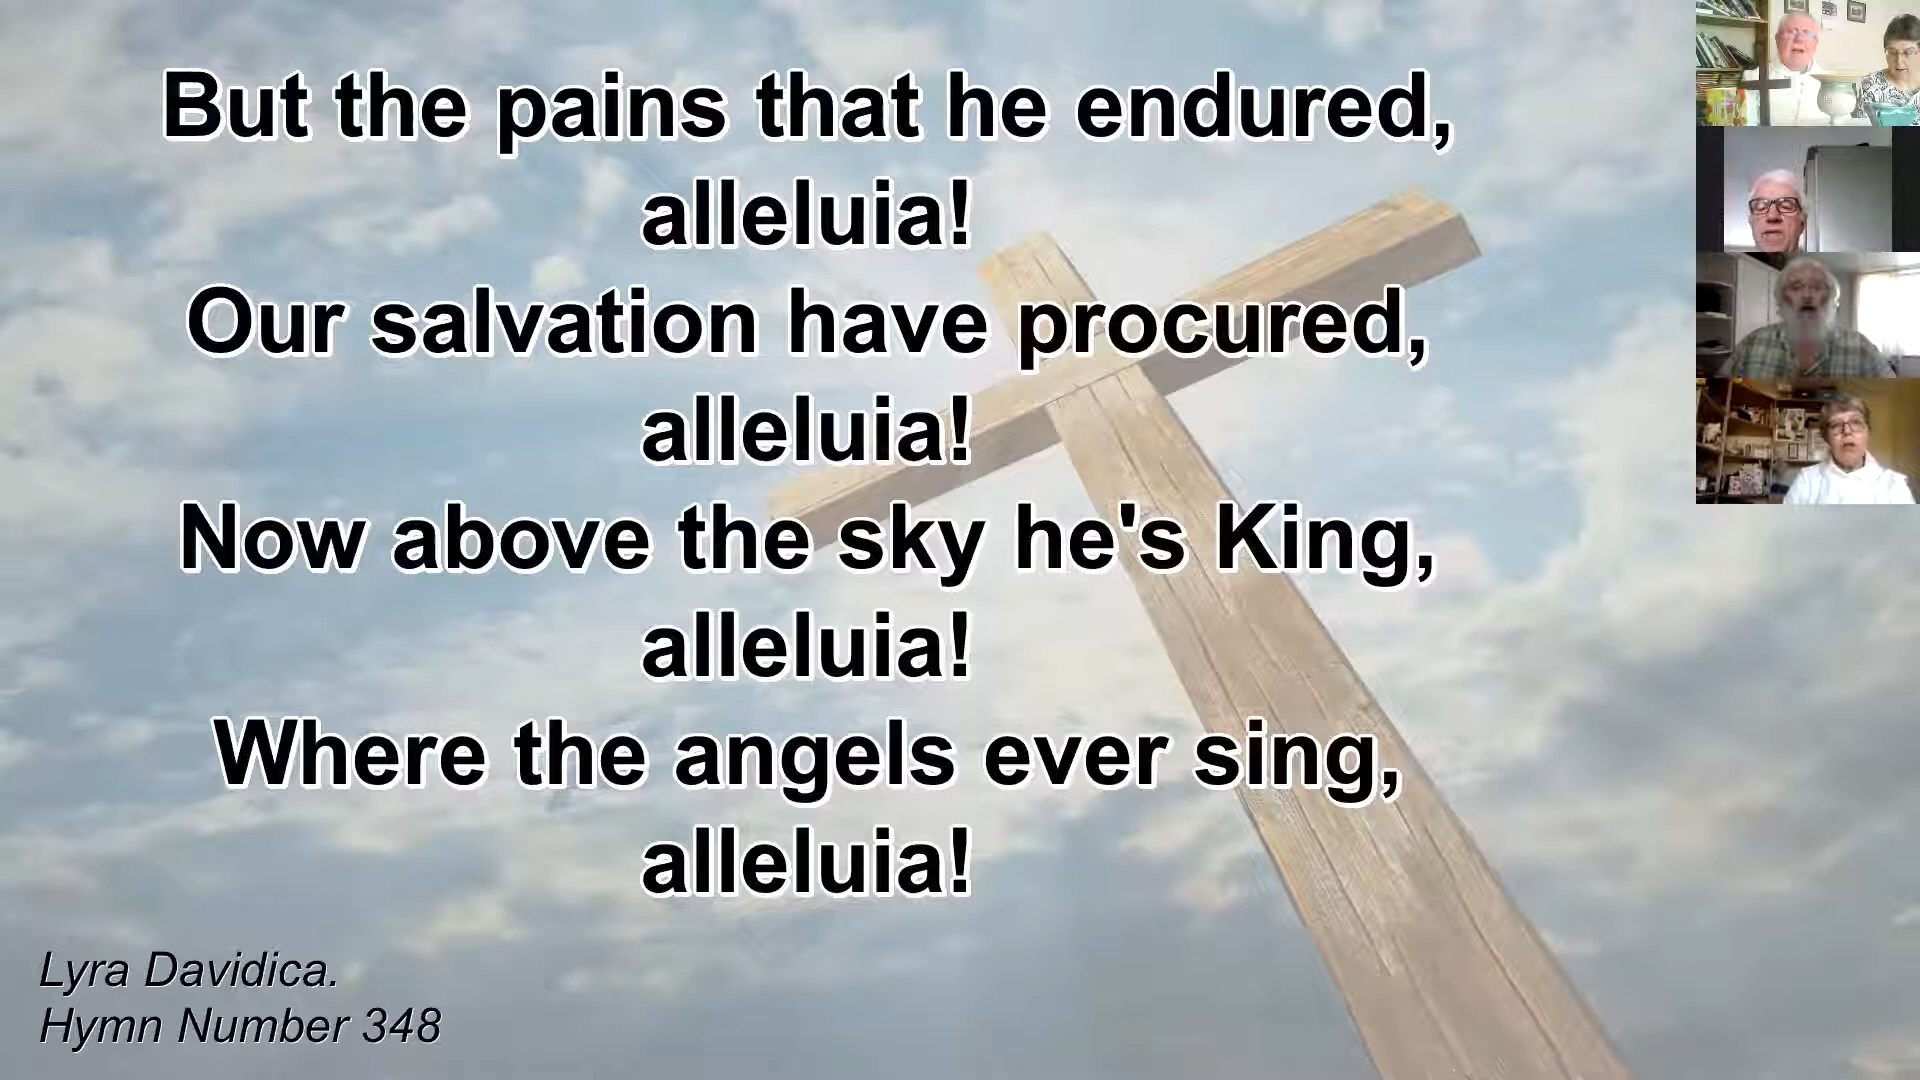 But the pains that he endured,
alleluia!
Our salvation have procured,
alleluia!
Now above the sky he's King,
alleluia!
Where the angels ever sing,
alleluia!
Lyra Davidica.
Hymn Number 348